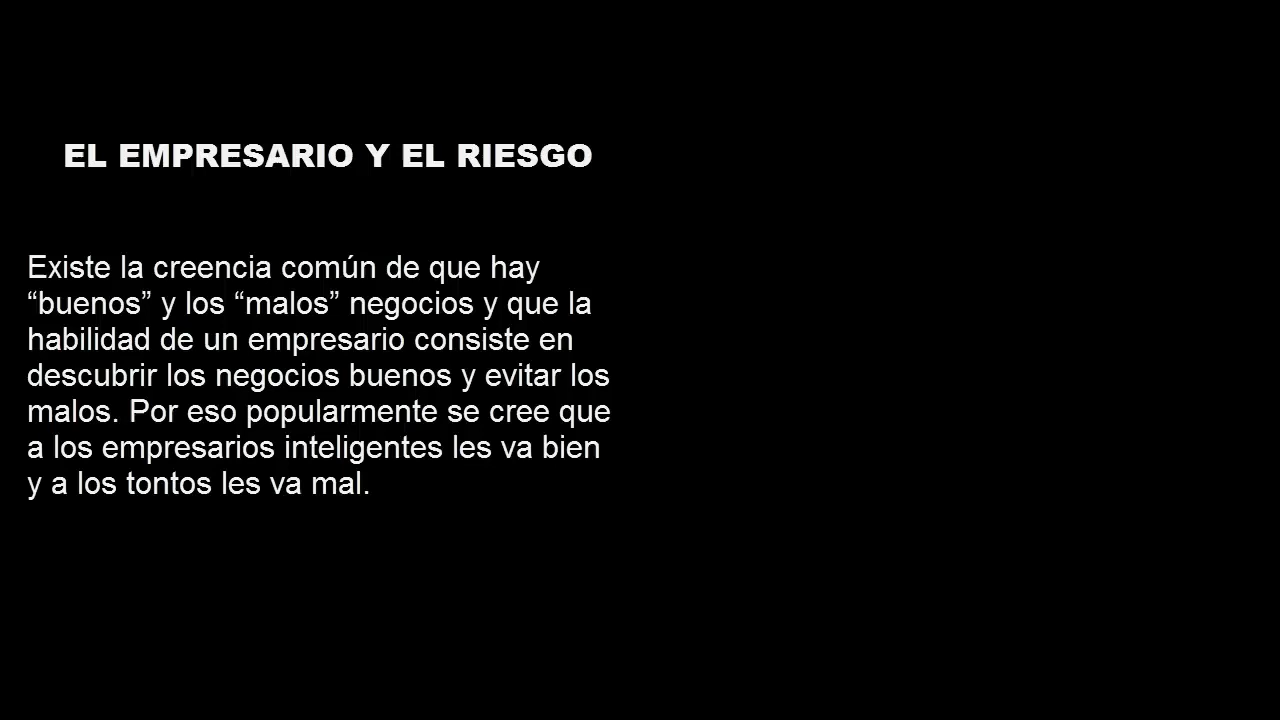 EL EMPRESARIO Y EL RIESGO
Existe la creencia común de que hay
“buenos” y los “malos” negocios y que la
habilidad de un empresario consiste en
descubrir los negocios buenos y evitar los
malos. Por eso popularmente se cree que
a los empresarios inteligentes les va bien
y a los tontos les va mal.